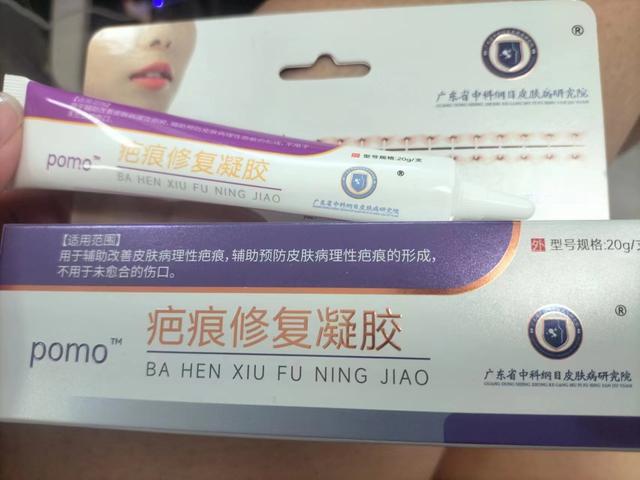 ®
广东省中科纲目皮肤病研究院
【适用范围】
型号规格:20g/支
pomo™
疤痕修复凝胶
BA HEN XIU FU NING JIAO
®
广东省中科纲目皮肤病研究院
【适用范围】
用于辅助改善皮肤病理性疤痕，辅助预防皮肤病理性疤痕的形成，
不用于未愈合的伤口。
外 型号规格:20g/支
pomo™
疤痕修复凝胶
BA HEN XIU FU NING JIAO
®
广东省中科纲目皮肤病研究院